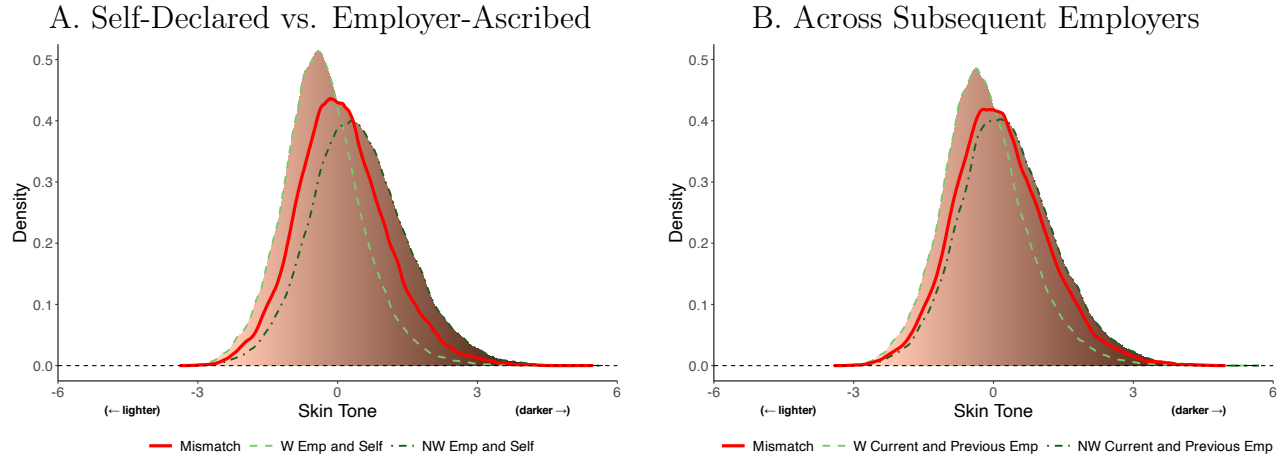 A. Self-Declared vs. Employer-Ascribed
0.5
0.4
0.3
0.2
0.1
0.0
Density
-6
-3
0
3
6
(← lighter)
Skin Tone
(darker →)
Mismatch
W Emp and Self
NW Emp and Self
B. Across Subsequent Employers
0.5
0.4
0.3
0.2
0.1
0.0
Density
-6
-3
0
3
6
(← lighter)
Skin Tone
(darker →)
Mismatch
W Current and Previous Emp
NW Current and Previous Emp